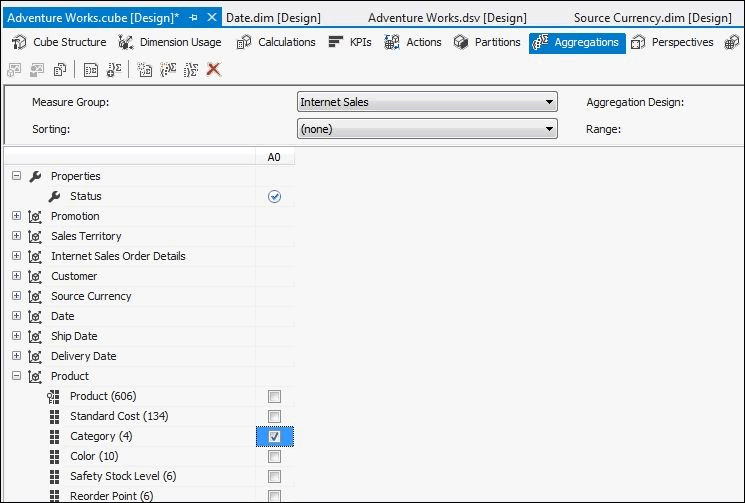 Adventure Works.cube [Design]* Date.dim [Design] Adventure Works.dsv [Design] Source Currency.dim [Design]
Cube Structure Dimension Usage Calculations KPIs Actions Partitions Aggregations Perspectives
Measure Group: Internet Sales Aggregation Design:
Sorting: (none) Range:
A0
Properties
Status
Promotion
Sales Territory
Internet Sales Order Details
Customer
Source Currency
Date
Ship Date
Delivery Date
Product
Product (606)
Standard Cost (134)
Category (4)
Color (10)
Safety Stock Level (6)
Reorder Point (6)